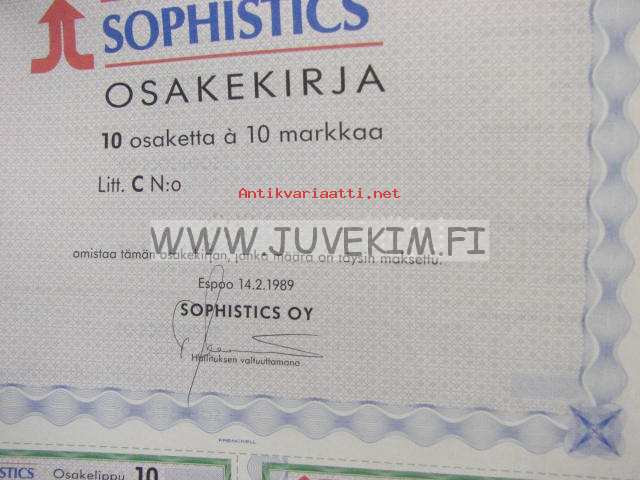 SOPHISTICS
OSAKEKIRJA
10 osaketta à 10 markkaa
Litt. C N:o
Antikvariaatti.net
WWW.JUVEKIM.FI
omistaa tämän osakekirjan, jonka määrä on täysin maksettu.
Espoo 14.2.1989
SOPHISTICS OY
Hallituksen valtuuttamana
FRENCKELL
HISTICS Osakelippu 10